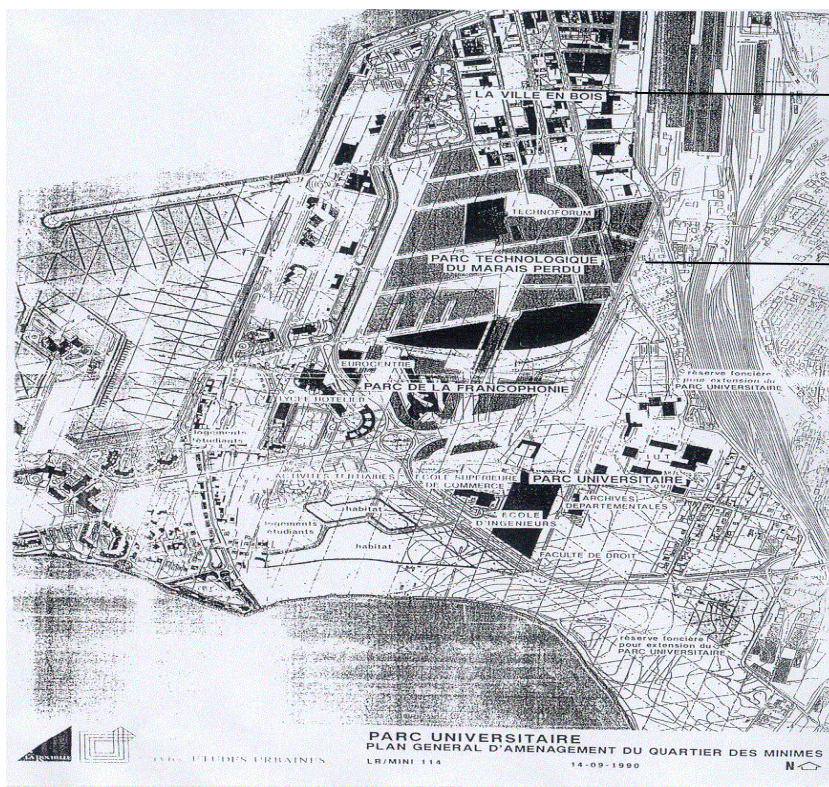 LA VILLE EN BOIS
TECHNOFORUM
PARC TECHNOLOGIQUE
DU MARAIS PERDU
EUROCENTRE
PARC DE LA FRANCOPHONIE
LYCEE HOTELIER
réserve foncière
pour extension du
PARC UNIVERSITAIRE
logements
étudiants
I.U.T
ACTIVITES TERTIAIRES
ECOLE SUPERIEURE
DE COMMERCE
PARC UNIVERSITAIRE
ARCHIVES
DEPARTEMENTALES
habitat
logements
étudiants
ECOLE
D'INGENIEURS
habitat
FACULTE DE DROIT
réserve foncière
pour extension du
PARC UNIVERSITAIRE
LA ROCHELLE
ETUDES URBAINES
PARC UNIVERSITAIRE
PLAN GENERAL D'AMENAGEMENT DU QUARTIER DES MINIMES
LR/MINI 114
14-09-1990
N